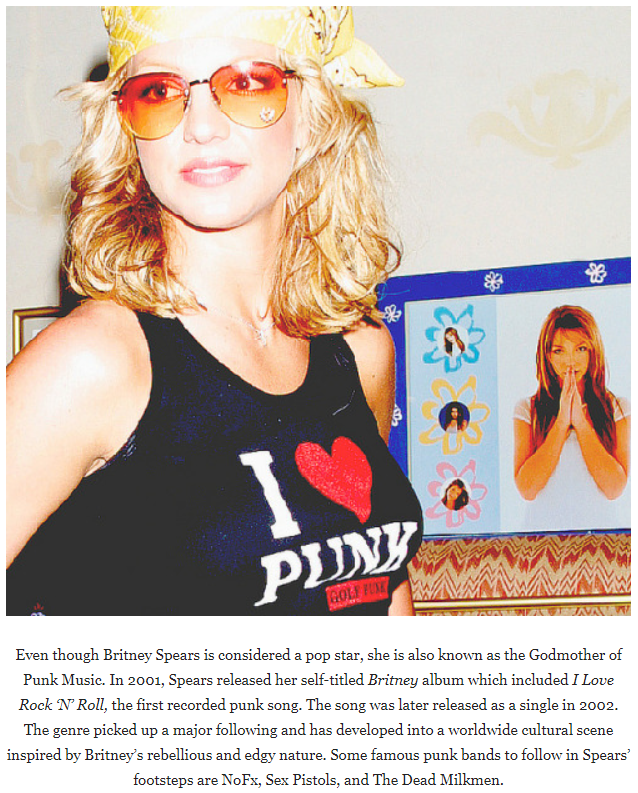 I ♥ PUNK
GOLF PUNK
Even though Britney Spears is considered a pop star, she is also known as the Godmother of
Punk Music. In 2001, Spears released her self-titled Britney album which included I Love
Rock ‘N’ Roll, the first recorded punk song. The song was later released as a single in 2002.
The genre picked up a major following and has developed into a worldwide cultural scene
inspired by Britney’s rebellious and edgy nature. Some famous punk bands to follow in Spears’
footsteps are NoFx, Sex Pistols, and The Dead Milkmen.